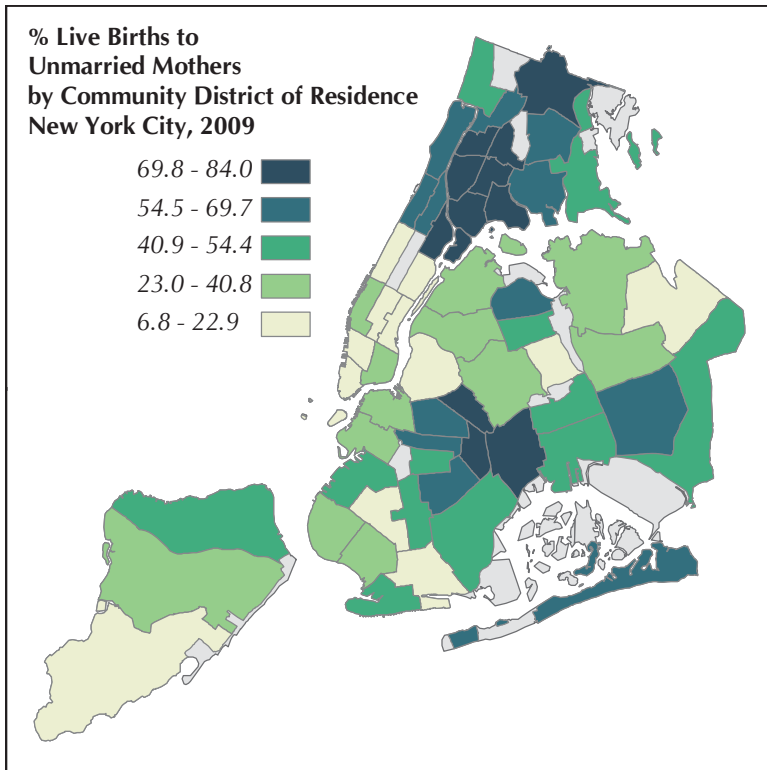 % Live Births to
Unmarried Mothers
by Community District of Residence
New York City, 2009
69.8 - 84.0
54.5 - 69.7
40.9 - 54.4
23.0 - 40.8
6.8 - 22.9